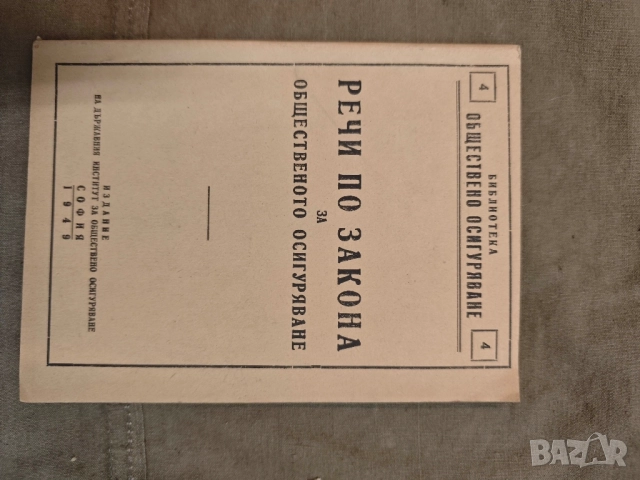 БИБЛИОТЕКА
4 ОБЩЕСТВЕНО ОСИГУРЯВАНЕ 4
РЕЧИ ПО ЗАКОНА
ЗА
ОБЩЕСТВЕНОТО ОСИГУРЯВАНЕ
ИЗДАНИЕ
НА ДЪРЖАВНИЯ ИНСТИТУТ ЗА ОБЩЕСТВЕНО ОСИГУРЯВАНЕ
СОФИЯ
1949
BAZAR